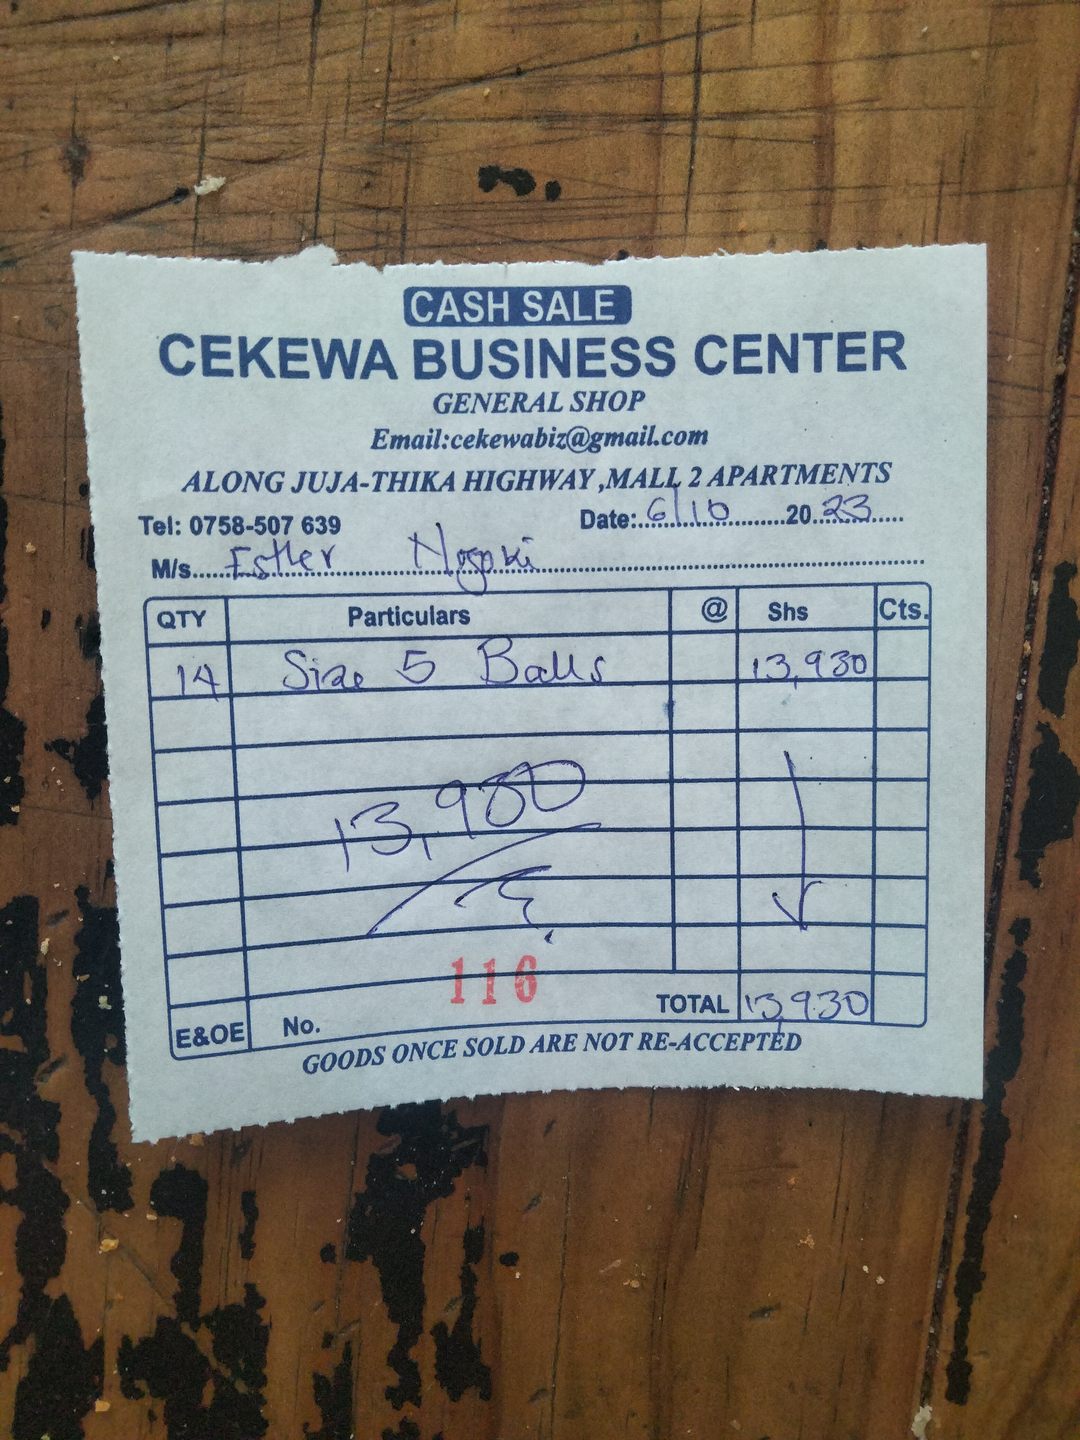 CASH SALE
CEKEWA BUSINESS CENTER
GENERAL SHOP
Email:cekewabiz@gmail.com
ALONG JUJA-THIKA HIGHWAY,MALL 2 APARTMENTS
Tel: 0758-507 639 Date: 6/10 20 23
M/s Esther
QTY Particulars @ Shs Cts.
14 Size 5 Balls 13,930
13,930
116
E&OE No. TOTAL 13,930
GOODS ONCE SOLD ARE NOT RE-ACCEPTED